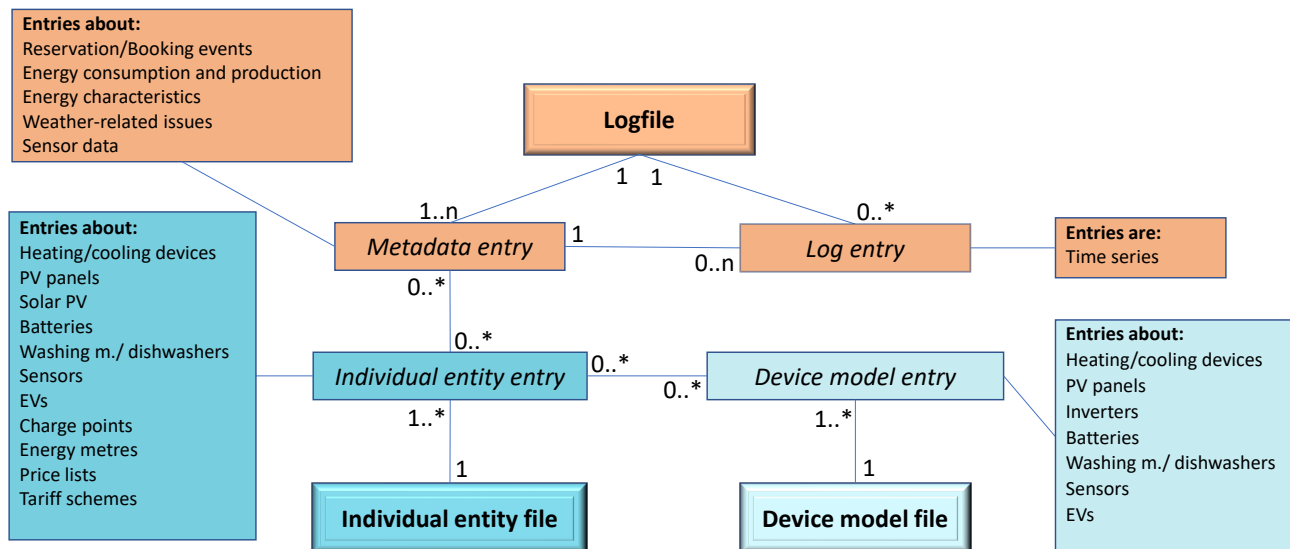 Entries about:
Reservation/Booking events
Energy consumption and production
Energy characteristics
Weather-related issues
Sensor data
Logfile
1
1
1..n
0..*
Metadata entry
1
0..n
Log entry
Entries are:
Time series
Entries about:
Heating/cooling devices
PV panels
Solar PV
Batteries
Washing m./ dishwashers
Sensors
EVs
Charge points
Energy metres
Price lists
Tariff schemes
0..*
0..*
Individual entity entry
0..*
0..*
Device model entry
1..*
1
1..*
1
Individual entity file
Device model file
Entries about:
Heating/cooling devices
PV panels
Inverters
Batteries
Washing m./ dishwashers
Sensors
EVs